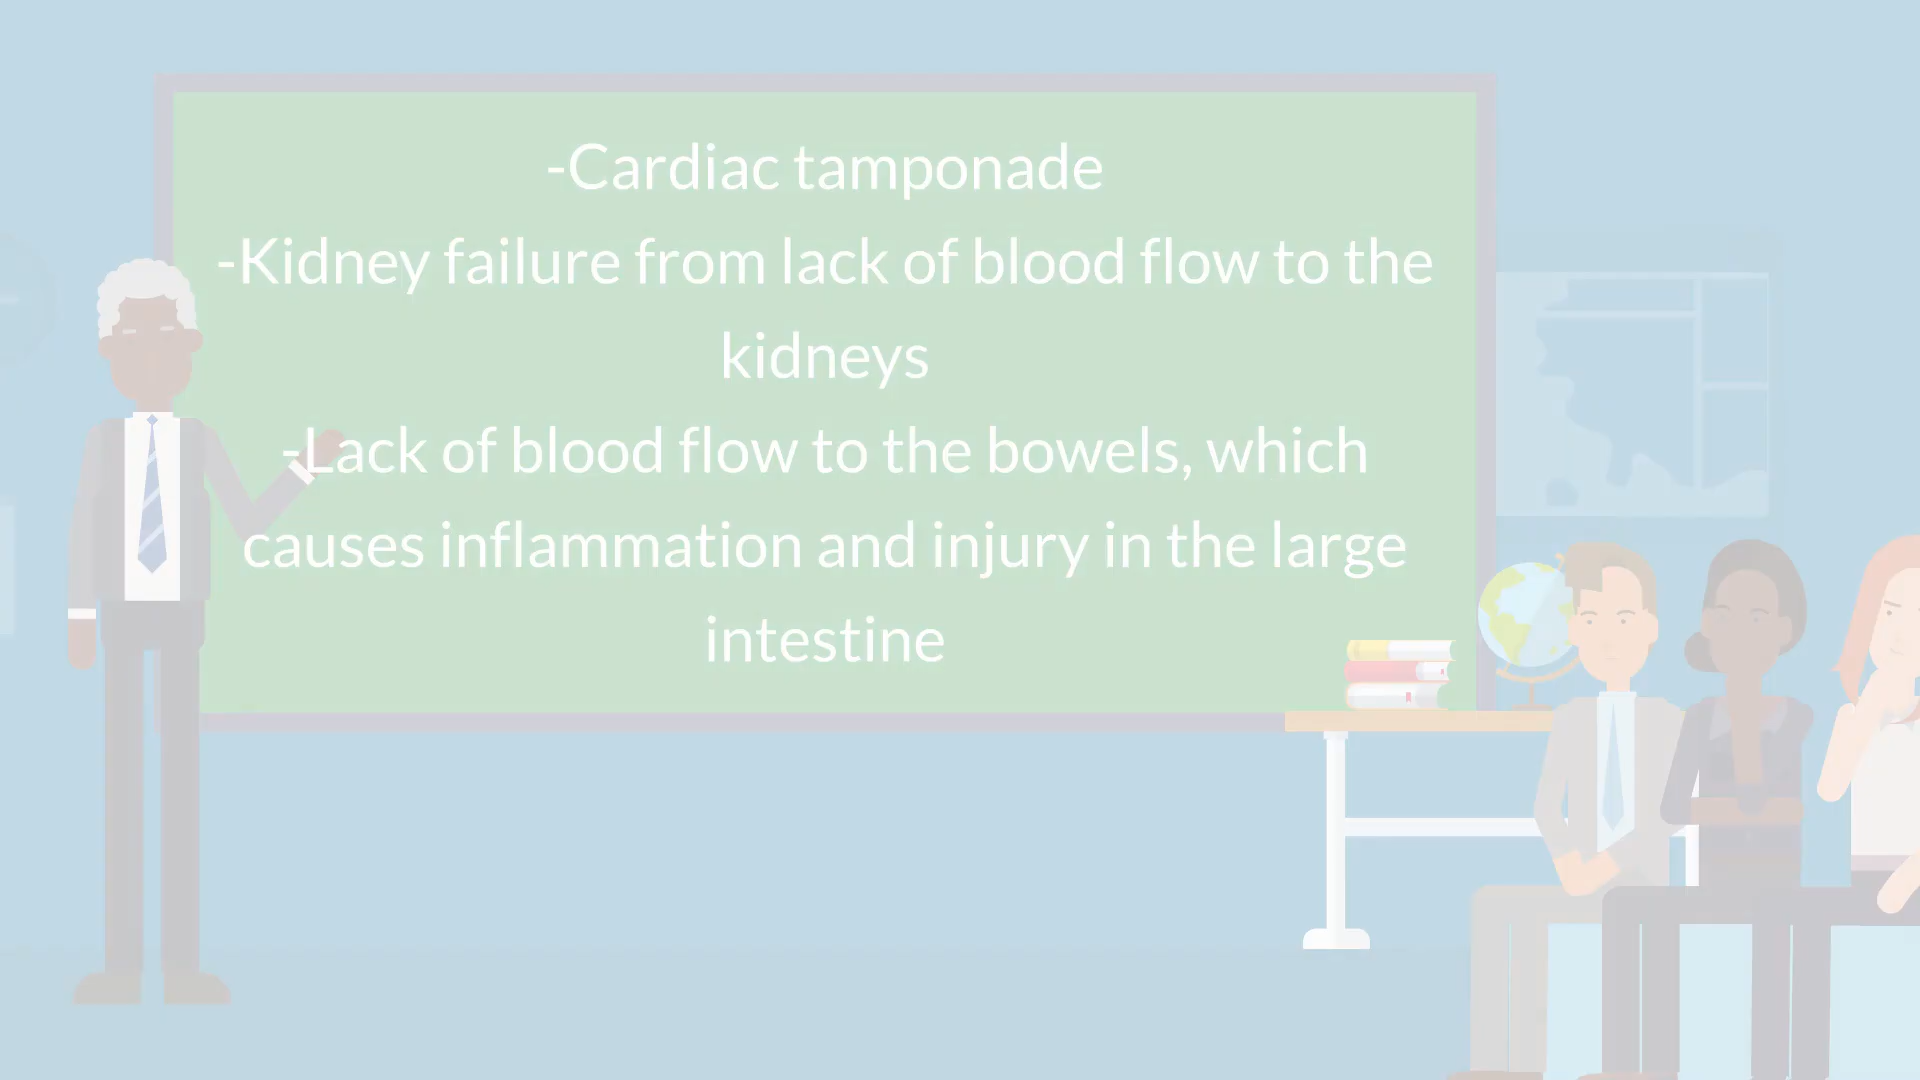 -Cardiac tamponade
-Kidney failure from lack of blood flow to the
kidneys
-Lack of blood flow to the bowels, which
causes inflammation and injury in the large
intestine